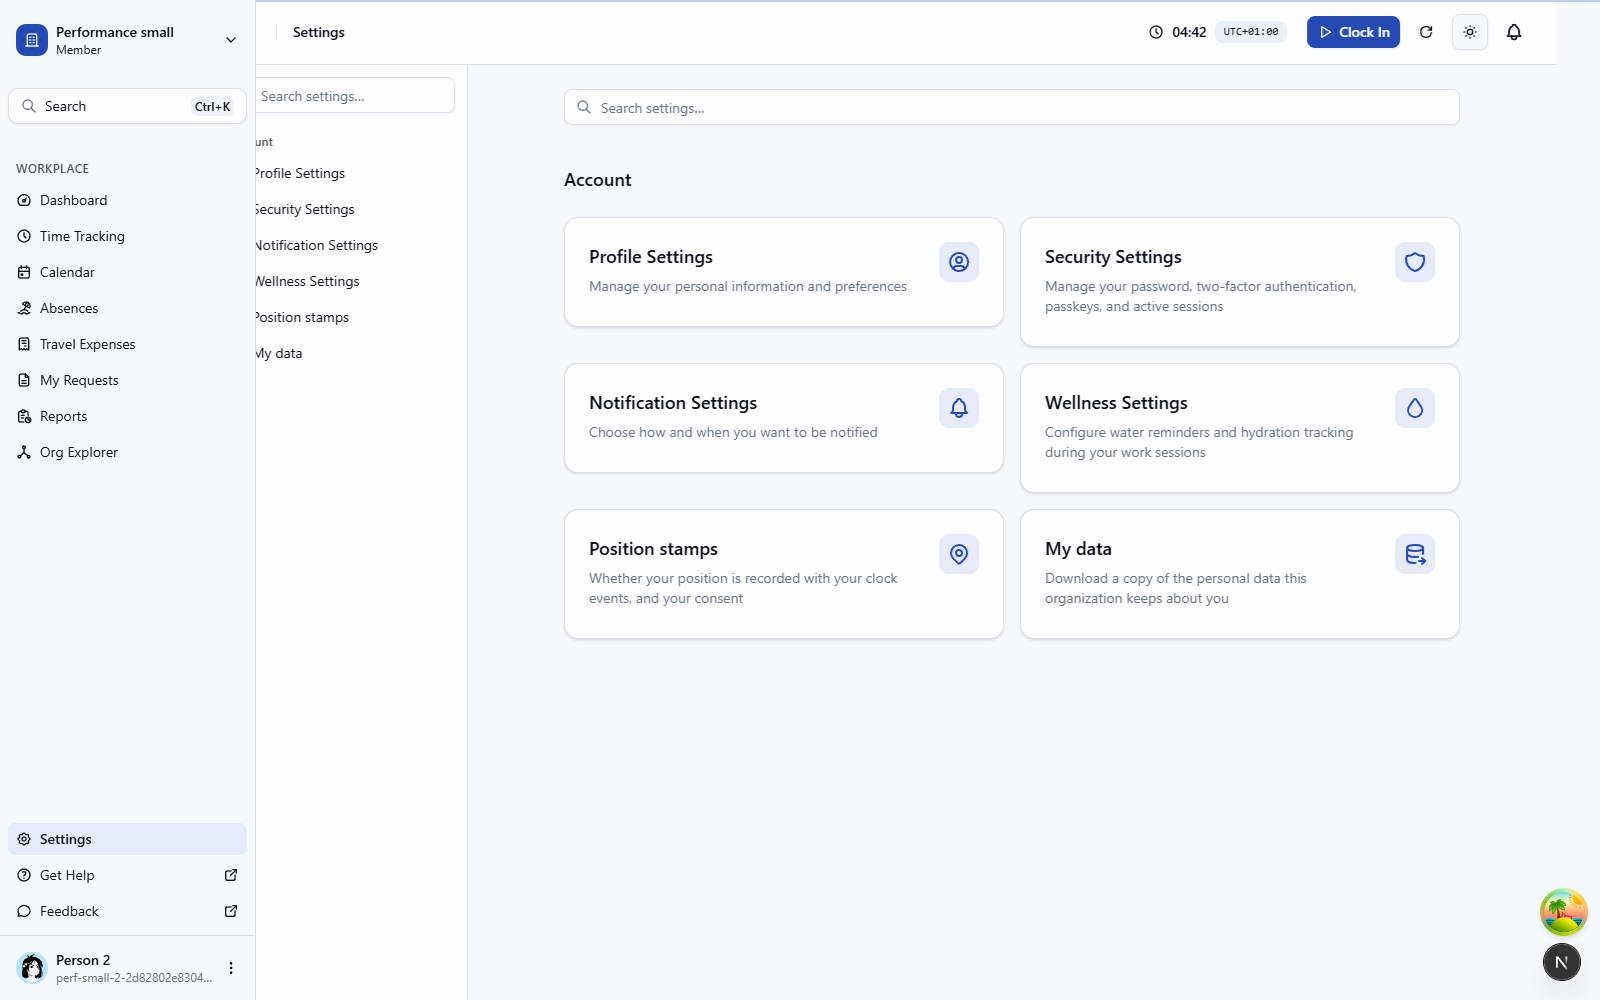 Performance small
Member
Search
Ctrl+K
WORKPLACE
Dashboard
Time Tracking
Calendar
Absences
Travel Expenses
My Requests
Reports
Org Explorer
Settings
Get Help
Feedback
Person 2
perf-small-2-2d82802e8304...
Settings
04:42
UTC+01:00
Clock In
Search settings...
unt
Profile Settings
Security Settings
Notification Settings
Wellness Settings
Position stamps
My data
Search settings...
Account
Profile Settings
Manage your personal information and preferences
Security Settings
Manage your password, two-factor authentication,
passkeys, and active sessions
Notification Settings
Choose how and when you want to be notified
Wellness Settings
Configure water reminders and hydration tracking
during your work sessions
Position stamps
Whether your position is recorded with your clock
events, and your consent
My data
Download a copy of the personal data this
organization keeps about you
N